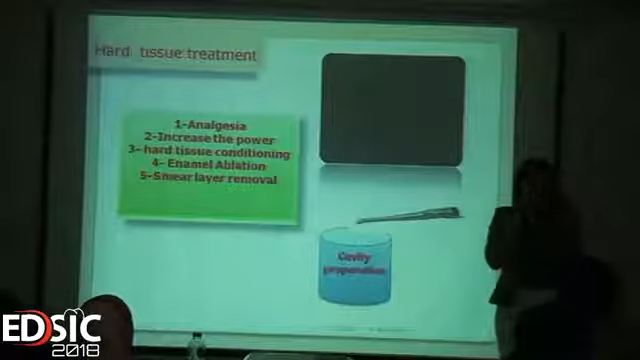 Hard tissue treatment
1-Analgesia
2-Increase the power
3- hard tissue conditioning
4- Enamel Ablation
5-Smear layer removal
Cavity
preparation
EDSIC
2018